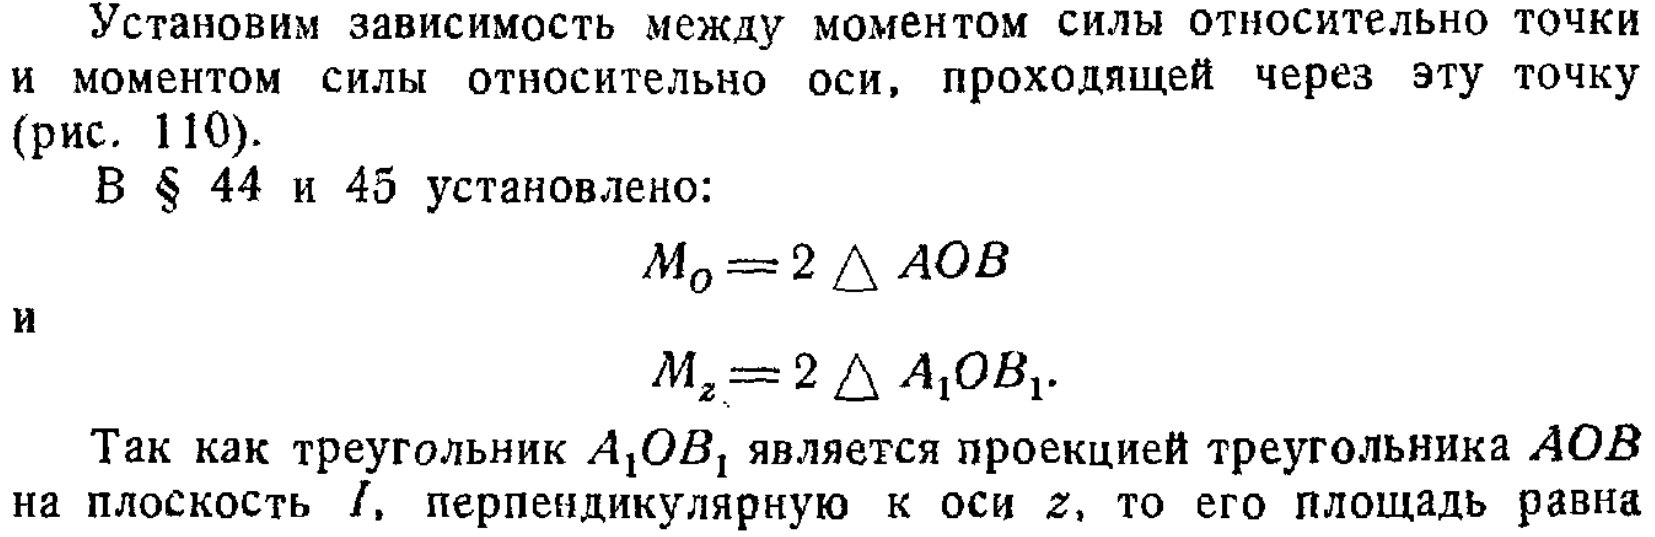 Установим зависимость между моментом силы относительно точки
и моментом силы относительно оси, проходящей через эту точку
(рис. 110).
В § 44 и 45 установлено:
M_O = 2 △ AOB
и
M_z = 2 △ A₁OB₁.
Так как треугольник A₁OB₁ является проекцией треугольника AOB
на плоскость I, перпендикулярную к оси z, то его площадь равна